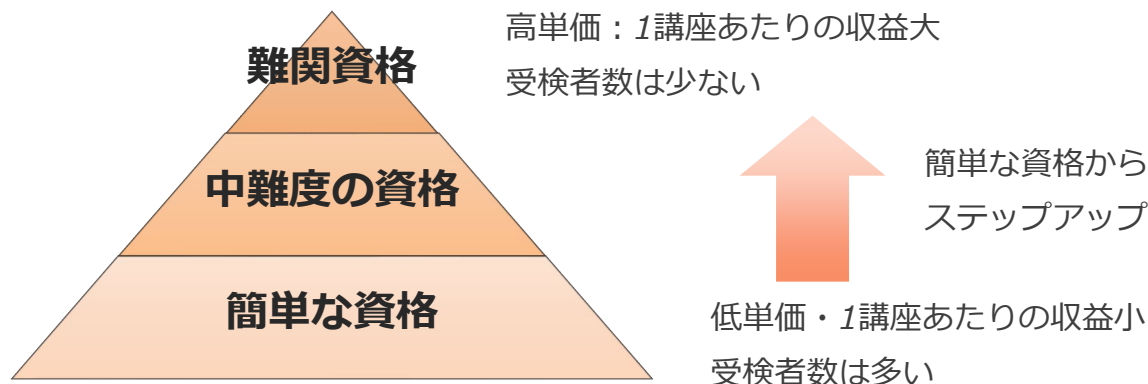 難関資格
高単価：1講座あたりの収益大
受検者数は少ない
中難度の資格
簡単な資格から
ステップアップ
簡単な資格
低単価・1講座あたりの収益小
受検者数は多い